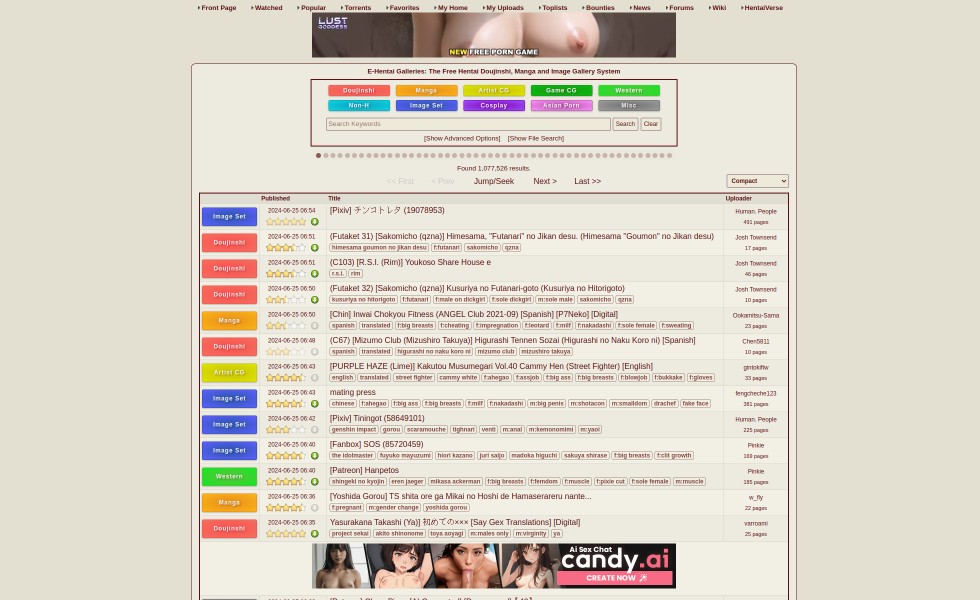 Front Page Watched Popular Torrents Favorites My Home My Uploads Toplists Bounties News Forums Wiki HentaiVerse
LUST GODDESS
NEW FREE PORN GAME
E-Hentai Galleries: The Free Hentai Doujinshi, Manga and Image Gallery System
Doujinshi Manga Artist CG Game CG Western
Non-H Image Set Cosplay Asian Porn Misc
Search Keywords Search Clear
[Show Advanced Options] [Show File Search]
Found 1,077,526 results.
<< First < Prev Jump/Seek Next > Last >> Compact
Published Title Uploader
Image Set 2024-06-25 06:54 [Pixiv] チンコトレタ (19078953) Human. People
491 pages
Doujinshi 2024-06-25 06:51 (Futaket 31) [Sakomicho (qzna)] Himesama, "Futanari" no Jikan desu. (Himesama "Goumon" no Jikan desu) Josh Townsend
himesama goumon no jikan desu f:futanari sakomicho qzna 17 pages
Doujinshi 2024-06-25 06:51 (C103) [R.S.I. (Rim)] Youkoso Share House e Josh Townsend
r.s.i. rim 46 pages
Doujinshi 2024-06-25 06:50 (Futaket 32) [Sakomicho (qzna)] Kusuriya no Futanari-goto (Kusuriya no Hitorigoto) Josh Townsend
kusuriya no hitorigoto f:futanari f:male on dickgirl f:sole dickgirl m:sole male sakomicho qzna 10 pages
Manga 2024-06-25 06:50 [Chin] Inwai Chokyou Fitness (ANGEL Club 2021-09) [Spanish] [P7Neko] [Digital] Ookamitsu-Sama
spanish translated f:big breasts f:cheating f:impregnation f:leotard f:milf f:nakadashi f:sole female f:sweating 23 pages
Doujinshi 2024-06-25 06:48 (C67) [Mizumo Club (Mizushiro Takuya)] Higurashi Tennen Sozai (Higurashi no Naku Koro ni) [Spanish] Chen5811
spanish translated higurashi no naku koro ni mizumo club mizushiro takuya 10 pages
Artist CG 2024-06-25 06:43 [PURPLE HAZE (Lime)] Kakutou Musumegari Vol.40 Cammy Hen (Street Fighter) [English]
english translated street fighter cammy white f:ahegao f:assjob f:big ass f:big breasts f:blowjob f:bukkake f:gloves 33 pages
Image Set 2024-06-25 06:43 mating press fengcheche123
chinese f:ahegao f:big ass f:big breasts f:milf f:nakadashi m:big penis m:shotacon m:smalldom drachef fake face 361 pages
Image Set 2024-06-25 06:42 [Pixiv] Tiningot (58649101) Human. People
genshin impact gorou scaramouche tighnari venti m:anal m:kemonomimi m:yaoi 225 pages
Image Set 2024-06-25 06:40 [Fanbox] SOS (85720459) Pinkie
the idolmaster fuyuko mayuzumi hiori kazano juri saijo madoka higuchi sakuya shirase f:big breasts f:clit growth 169 pages
Western 2024-06-25 06:40 [Patreon] Hanpetos Pinkie
shingeki no kyojin eren jaeger mikasa ackerman f:big breasts f:femdom f:muscle f:pixie cut f:sole female m:muscle 185 pages
Manga 2024-06-25 06:36 [Yoshida Gorou] TS shita ore ga Mikai no Hoshi de Hamaserareru nante... w_fly
f:pregnant m:gender change yoshida gorou 22 pages
Doujinshi 2024-06-25 06:35 Yasurakana Takashi (Ya)] 初めての××× [Say Gex Translations] [Digital] varroami
project sekai akito shinonome toya aoyagi m:males only m:virginity ya 25 pages
Ai Sex Chat
candy.ai
CREATE NOW